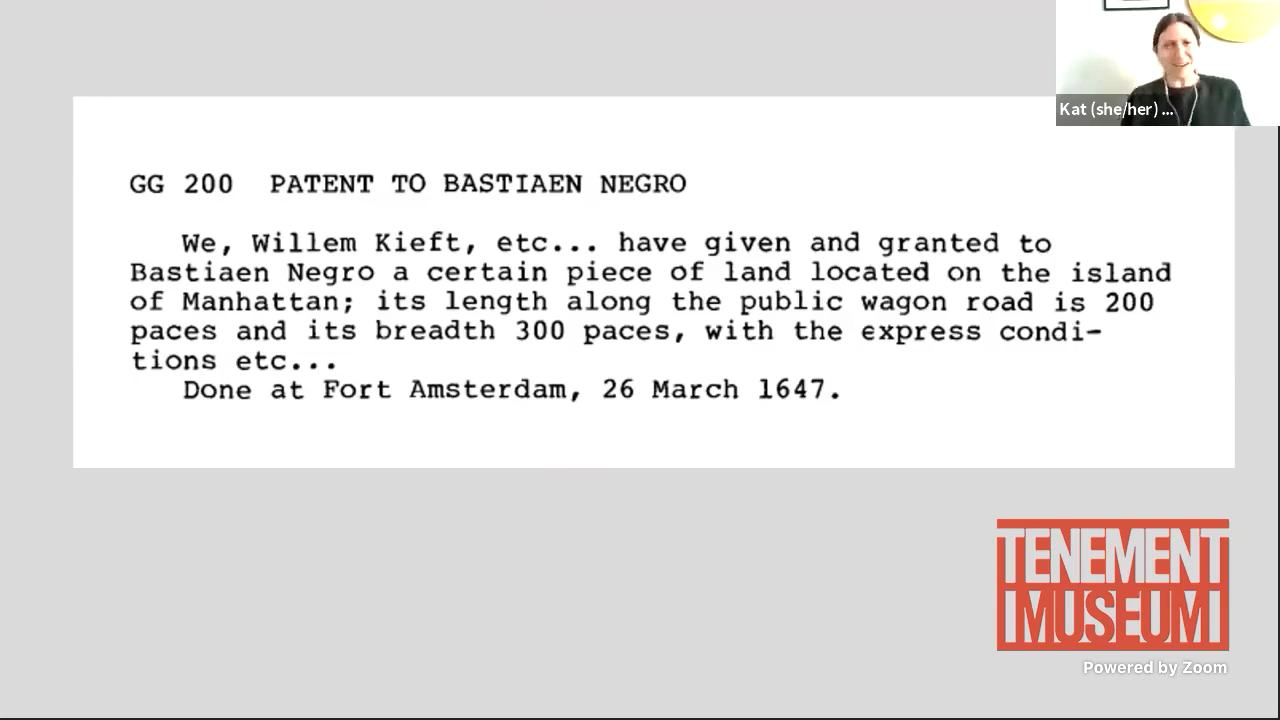 Kat (she/her) ...
GG 200 PATENT TO BASTIAEN NEGRO
We, Willem Kieft, etc... have given and granted to
Bastiaen Negro a certain piece of land located on the island
of Manhattan; its length along the public wagon road is 200
paces and its breadth 300 paces, with the express condi-
tions etc...
Done at Fort Amsterdam, 26 March 1647.
TENEMENT
MUSEUM
Powered by Zoom